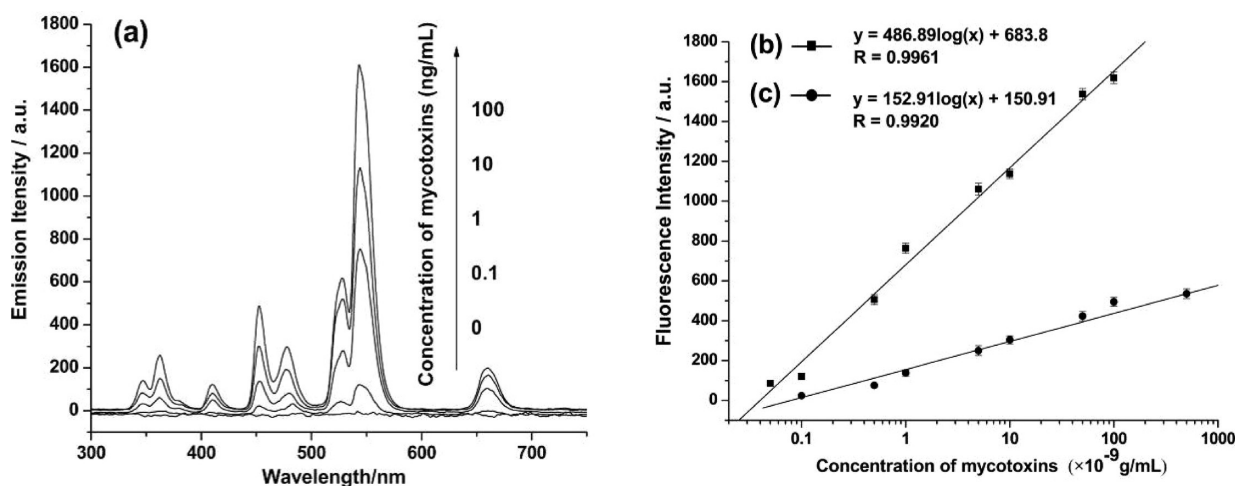 (a)
1800
1600
1400
1200
1000
800
600
400
200
0
Emission Itensity / a.u.
300
400
500
600
700
Wavelength/nm
Concentration of mycotoxins (ng/mL)
100
10
1
0.1
0
(b)
y = 486.89log(x) + 683.8
R = 0.9961
(c)
y = 152.91log(x) + 150.91
R = 0.9920
1800
1600
1400
1200
1000
800
600
400
200
0
Fluorescence Intensity / a.u.
0.1
1
10
100
1000
Concentration of mycotoxins (×10⁻⁹ g/mL)